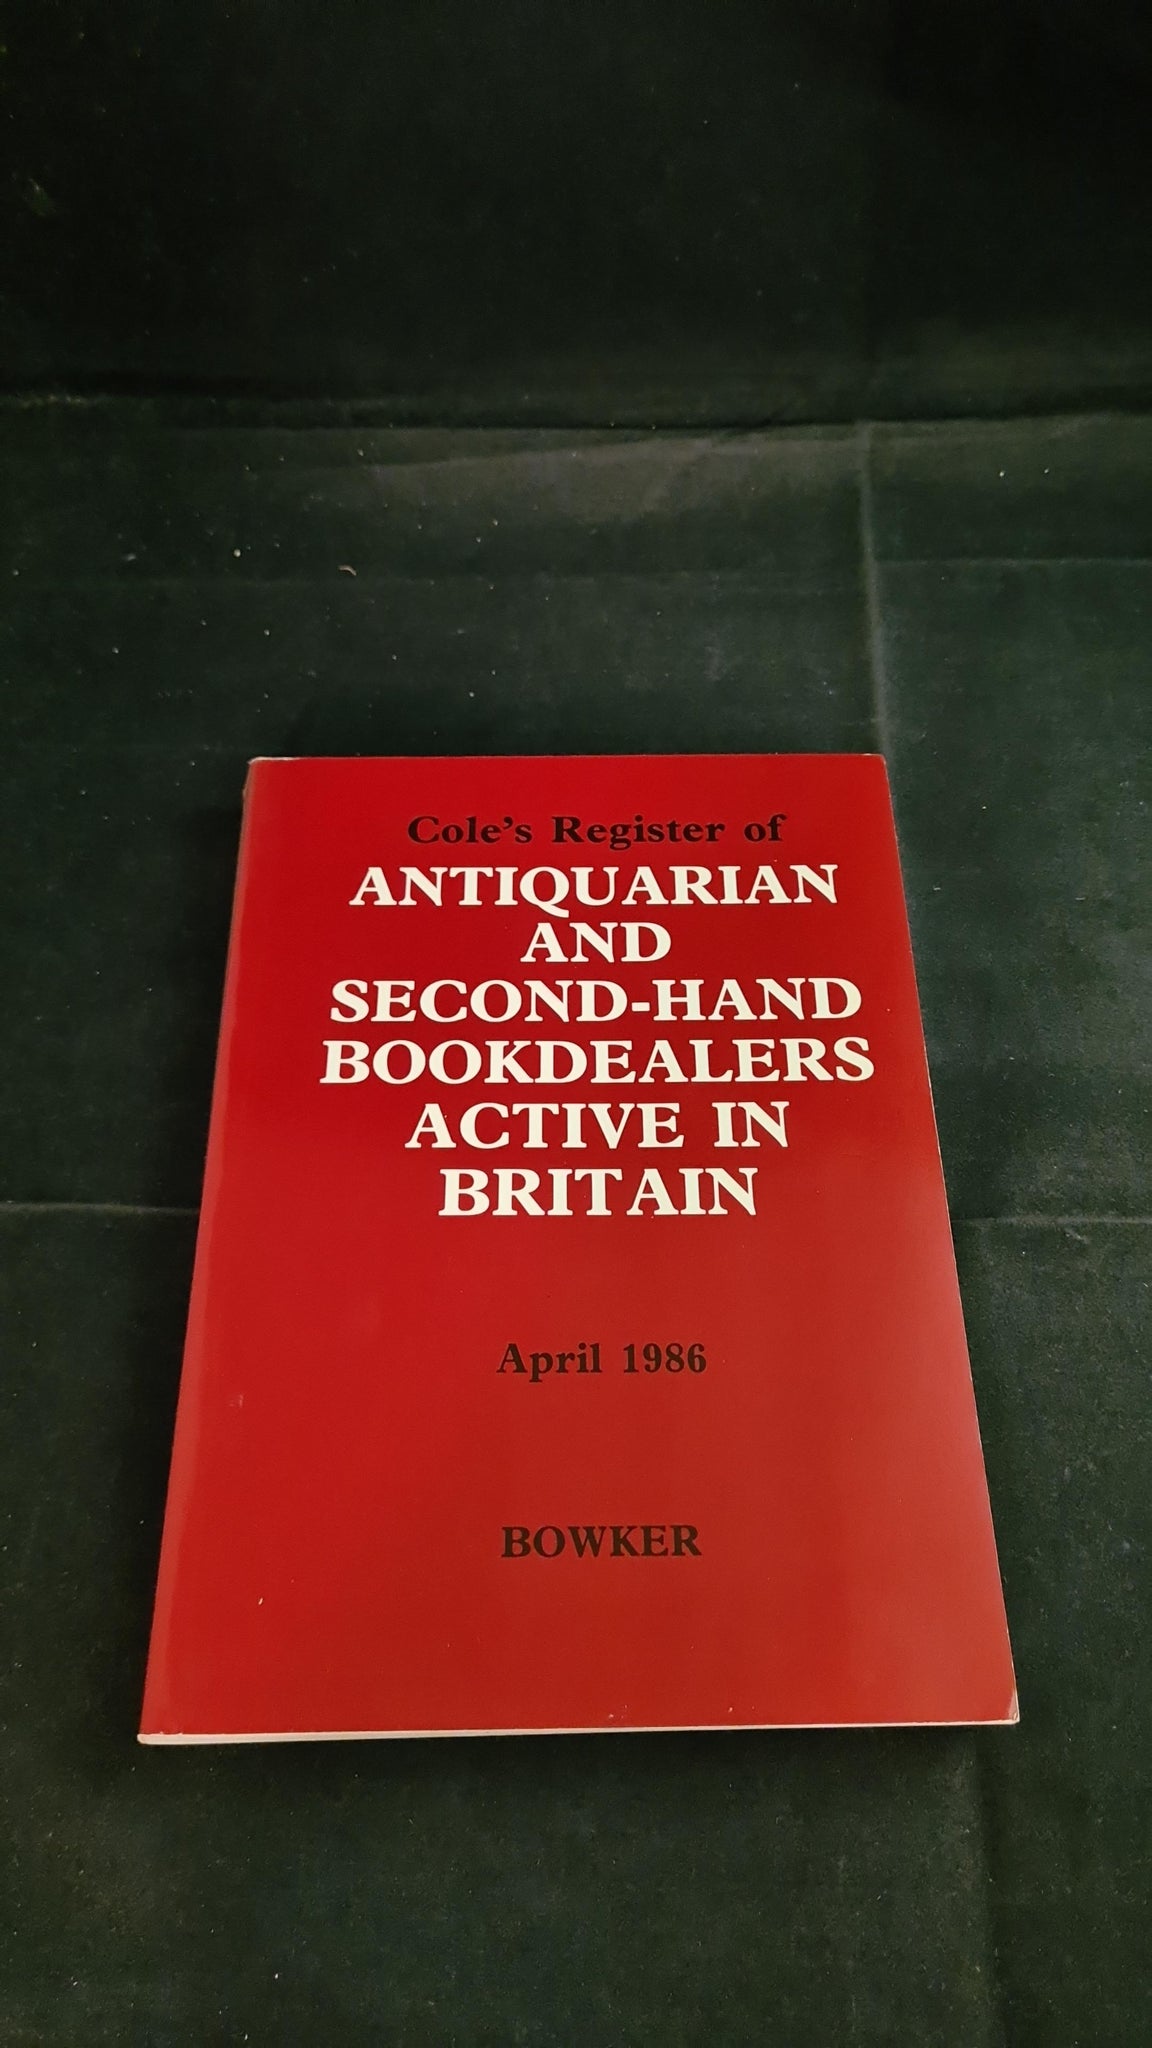 Cole's Register of
ANTIQUARIAN
AND
SECOND-HAND
BOOKDEALERS
ACTIVE IN
BRITAIN
April 1986
BOWKER